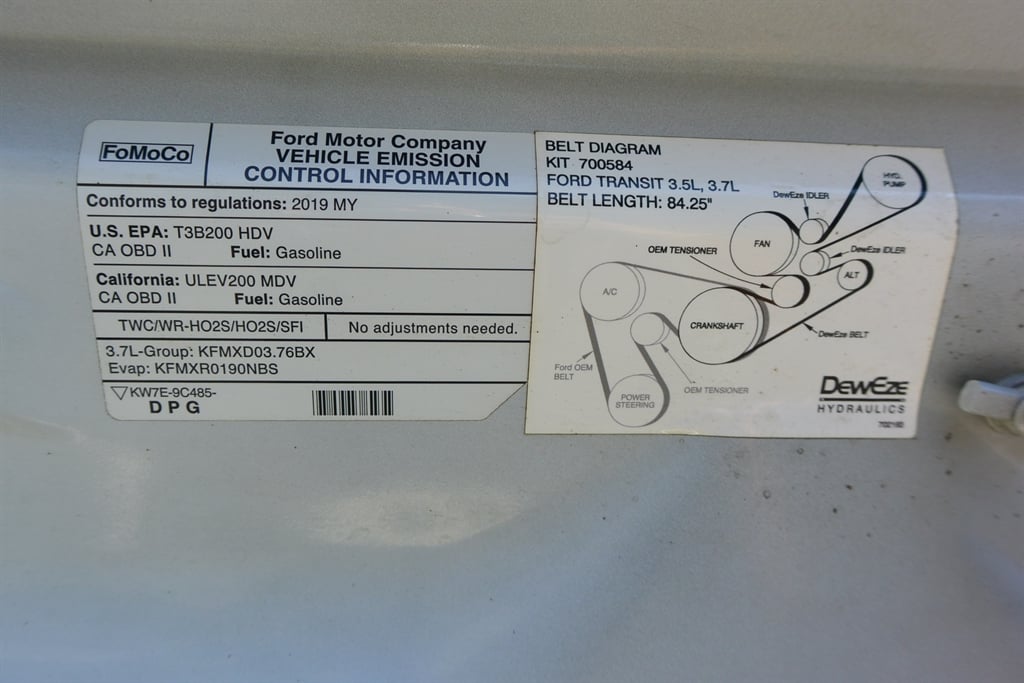 FoMoCo
Ford Motor Company
VEHICLE EMISSION
CONTROL INFORMATION
Conforms to regulations: 2019 MY
U.S. EPA: T3B200 HDV
CA OBD II Fuel: Gasoline
California: ULEV200 MDV
CA OBD II Fuel: Gasoline
TWC/WR-HO2S/HO2S/SFI No adjustments needed.
3.7L-Group: KFMXD03.76BX
Evap: KFMXR0190NBS
KW7E-9C485-
DPG
BELT DIAGRAM
KIT 700584
FORD TRANSIT 3.5L, 3.7L
BELT LENGTH: 84.25"
HYD.
PUMP
DewEze IDLER
FAN
OEM TENSIONER
DewEze IDLER
ALT
A/C
CRANKSHAFT
DewEze BELT
Ford OEM
BELT
OEM TENSIONER
POWER
STEERING
DewEze
HYDRAULICS